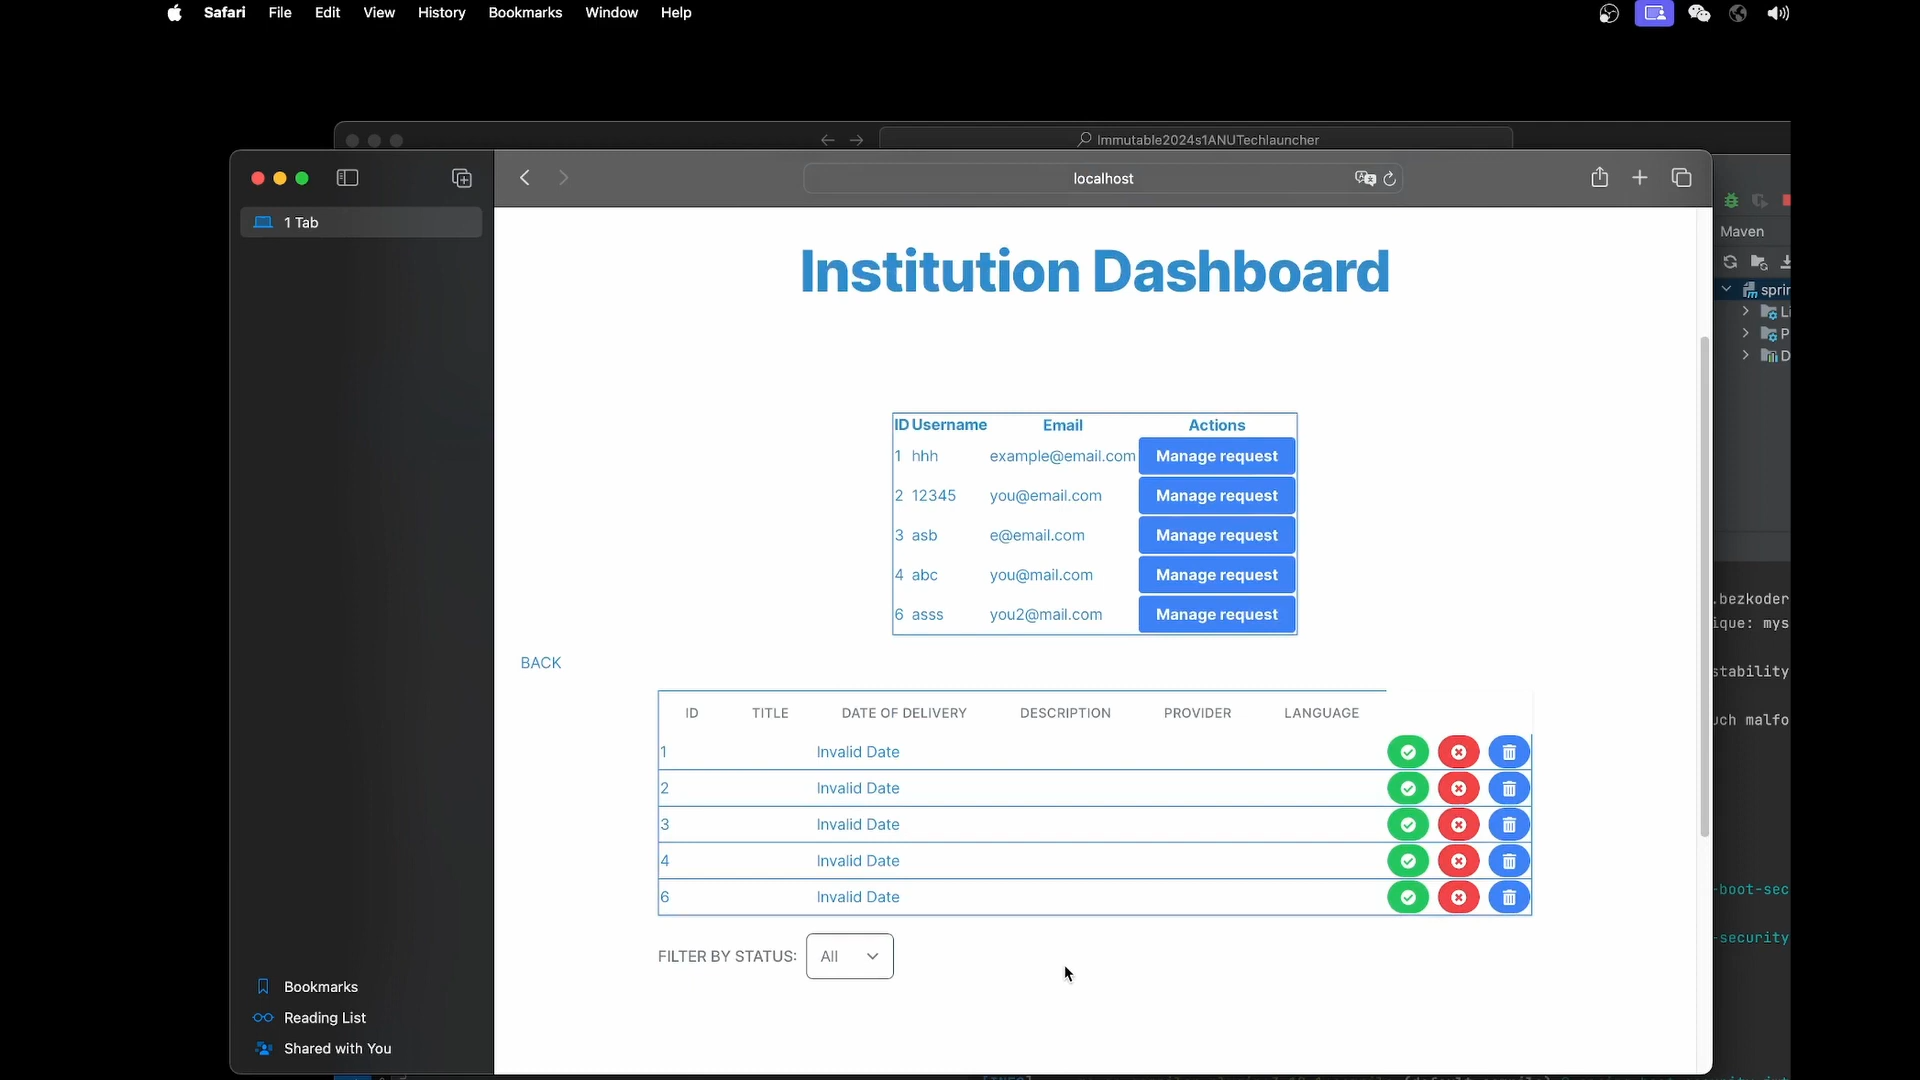 Safari File Edit View History Bookmarks Window Help
Immutable2024s1ANUTechlauncher
localhost
1 Tab
Maven
Institution Dashboard
ID Username Email Actions
1 hhh example@email.com Manage request
2 12345 you@email.com Manage request
3 asb e@email.com Manage request
4 abc you@mail.com Manage request
6 asss you2@mail.com Manage request
BACK
ID TITLE DATE OF DELIVERY DESCRIPTION PROVIDER LANGUAGE
1 Invalid Date
2 Invalid Date
3 Invalid Date
4 Invalid Date
6 Invalid Date
FILTER BY STATUS: All
Bookmarks
Reading List
Shared with You
.bezkoder
ique: mys
stability
uch malfo
-boot-sec
-security